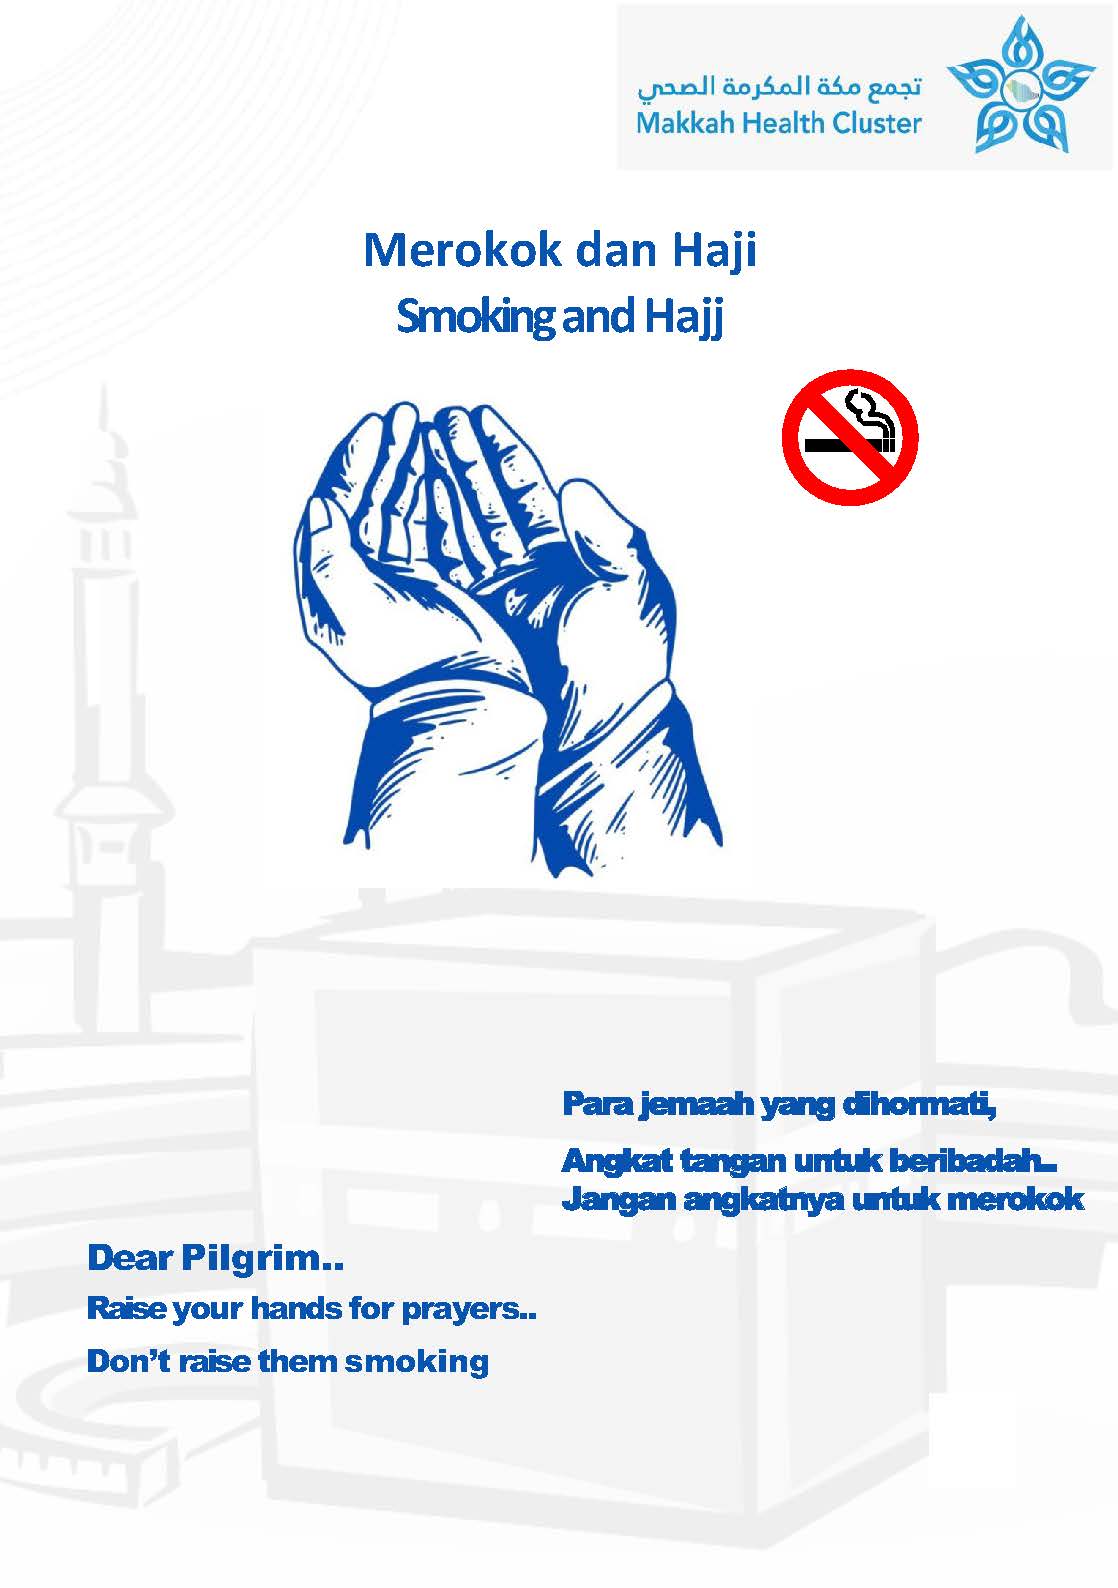 تجمع مكة المكرمة الصحي
Makkah Health Cluster
Merokok dan Haji
Smoking and Hajj
Para jemaah yang dihormati,
Angkat tangan untuk beribadah..
Jangan angkatnya untuk merokok
Dear Pilgrim..
Raise your hands for prayers..
Don’t raise them smoking